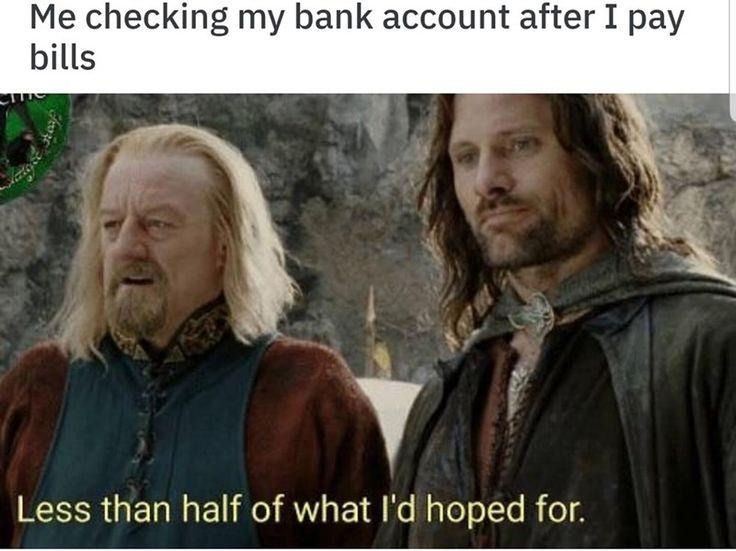 Me checking my bank account after I pay
bills
Less than half of what I'd hoped for.